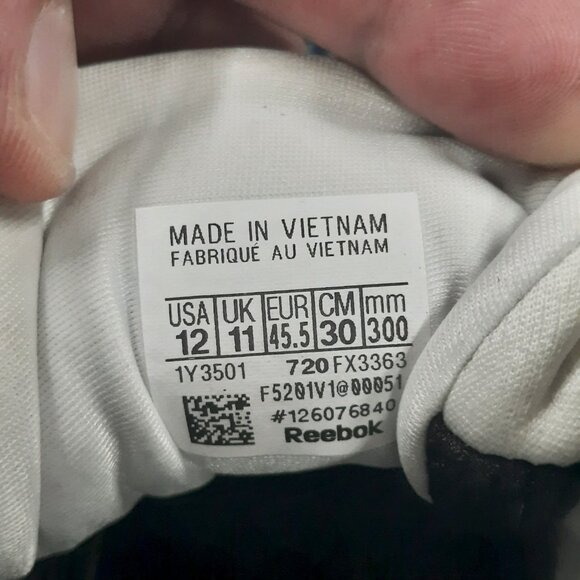 MADE IN VIETNAM
FABRIQUÉ AU VIETNAM
USA UK EUR CM mm
12 11 45.5 30 300
1Y3501 720 FX3363
F5201V1@00051
#126076840
Reebok